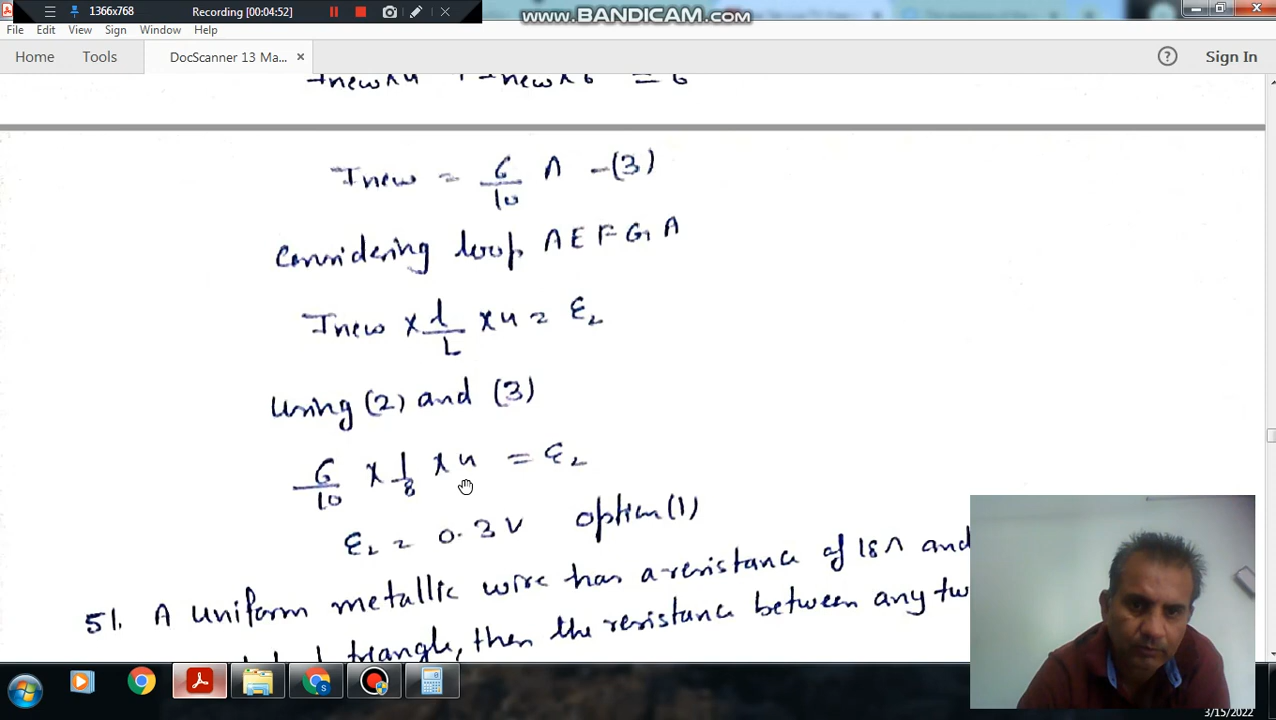 1366x768
Recording [00:04:52]
www.BANDICAM.com
File Edit View Sign Window Help
Home Tools DocScanner 13 Ma... × Sign In
Inew = 6/10 A -(3)
Considering loop AEFGA
Inew × l/L × 4 = ε2
Using (2) and (3)
6/10 × 1/8 × 4 = ε2
ε2 = 0.3 V option (1)
51. A uniform metallic wire has a resistance of 18Ω and
triangle, then the resistance between any tw
3/15/2022